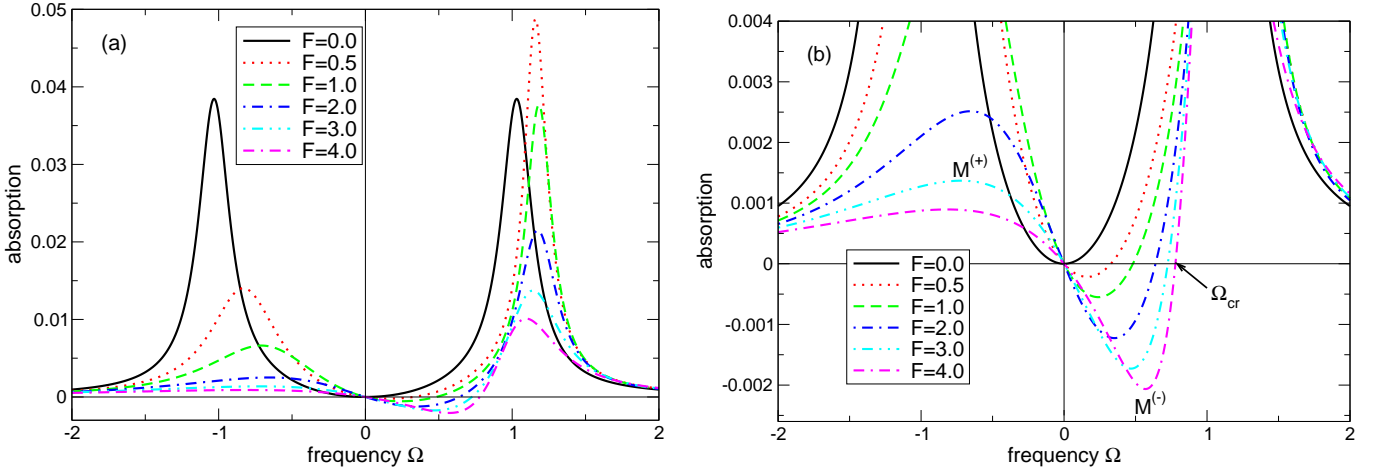 (a)
F=0.0
F=0.5
F=1.0
F=2.0
F=3.0
F=4.0
0.05
0.04
0.03
0.02
0.01
0
absorption
-2
-1
0
1
2
frequency Ω
(b)
0.004
0.003
0.002
0.001
0
-0.001
-0.002
absorption
M(+)
F=0.0
F=0.5
F=1.0
F=2.0
F=3.0
F=4.0
Ωcr
M(-)
-2
-1
0
1
2
frequency Ω